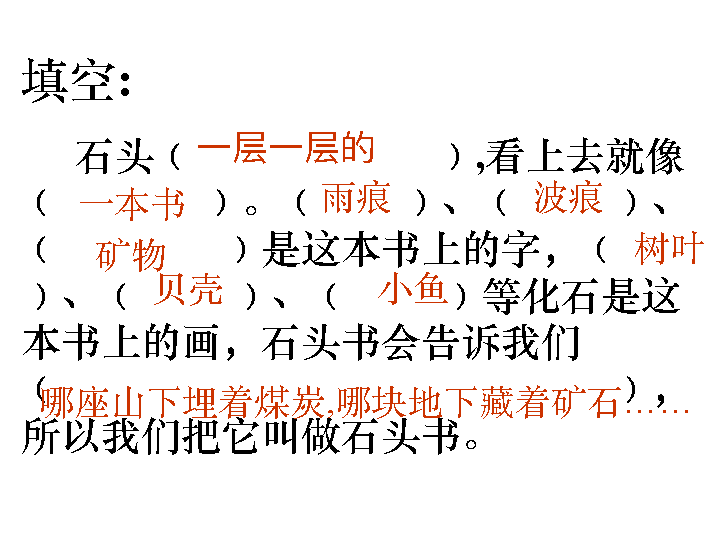 填空:
石头（ 一层一层的 ）,看上去就像
（ 一本书 ）。（ 雨痕 ）、（ 波痕 ）、
（ 矿物 ）是这本书上的字，（ 树叶
）、（ 贝壳 ）、（ 小鱼 ）等化石是这
本书上的画，石头书会告诉我们
（哪座山下埋着煤炭,哪块地下藏着矿石……），
所以我们把它叫做石头书。